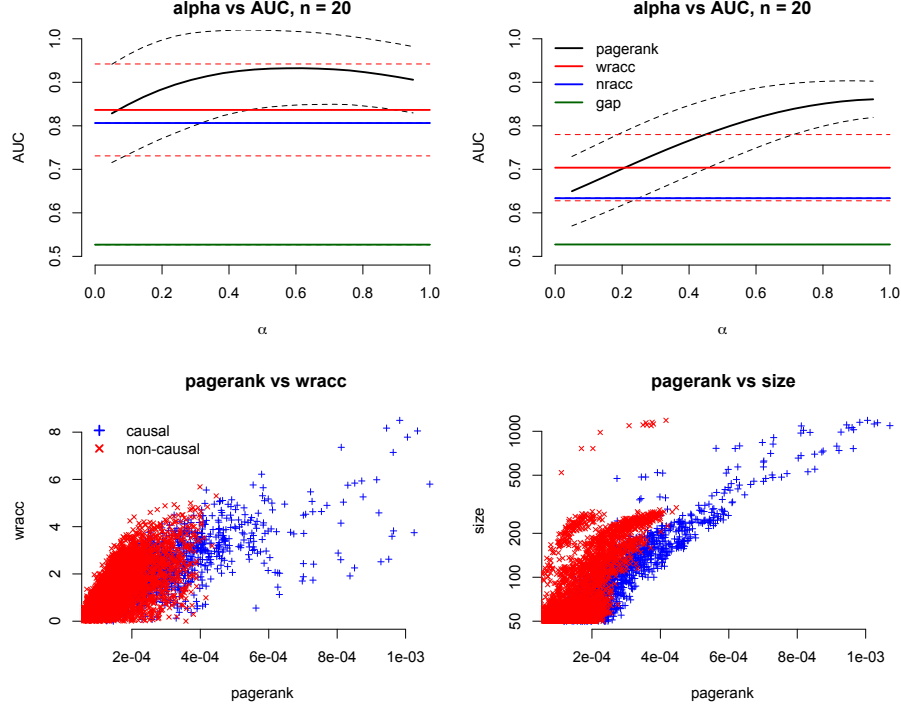 alpha vs AUC, n = 20
AUC
0.5 0.6 0.7 0.8 0.9 1.0
0.0 0.2 0.4 0.6 0.8 1.0
α
alpha vs AUC, n = 20
pagerank
wracc
nracc
gap
AUC
0.5 0.6 0.7 0.8 0.9 1.0
0.0 0.2 0.4 0.6 0.8 1.0
α
pagerank vs wracc
causal
non-causal
wracc
0 2 4 6 8
2e-04 4e-04 6e-04 8e-04 1e-03
pagerank
pagerank vs size
size
50 100 200 500 1000
2e-04 4e-04 6e-04 8e-04 1e-03
pagerank